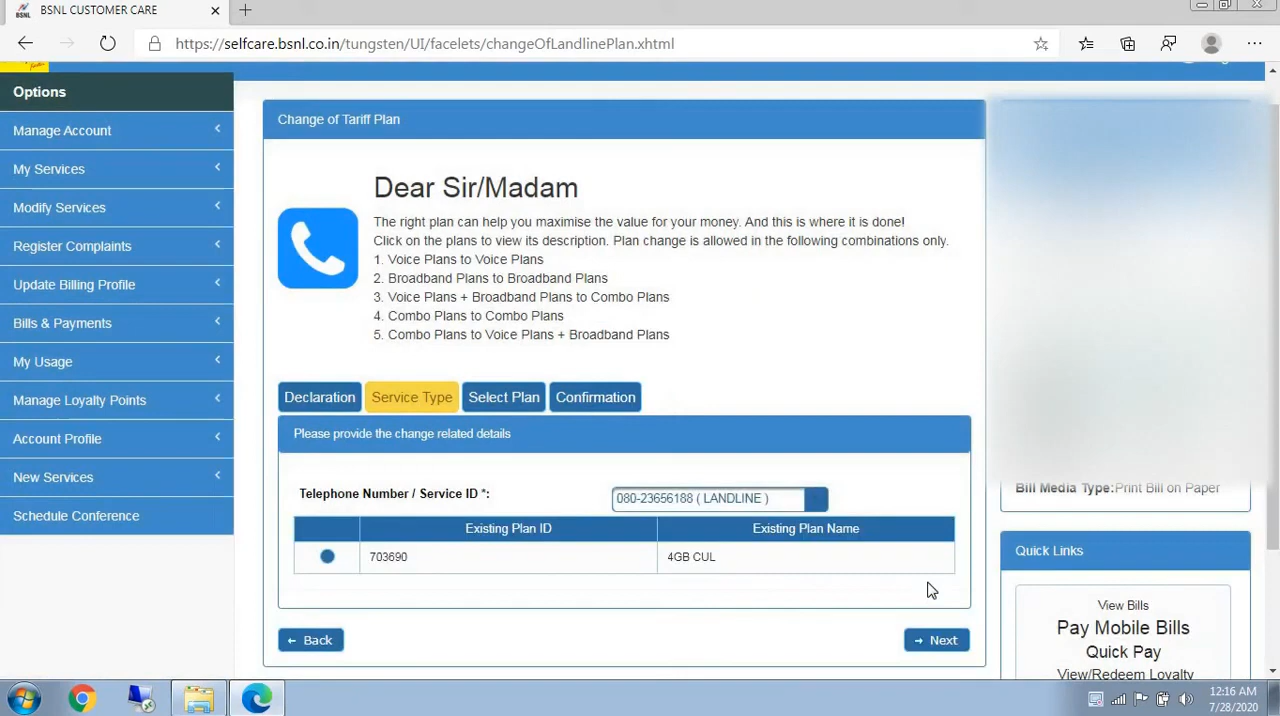 BSNL CUSTOMER CARE
https://selfcare.bsnl.co.in/tungsten/UI/facelets/changeOfLandlinePlan.xhtml
Options
Manage Account
My Services
Modify Services
Register Complaints
Update Billing Profile
Bills & Payments
My Usage
Manage Loyalty Points
Account Profile
New Services
Schedule Conference
Change of Tariff Plan
Dear Sir/Madam
The right plan can help you maximise the value for your money. And this is where it is done!
Click on the plans to view its description. Plan change is allowed in the following combinations only.
1. Voice Plans to Voice Plans
2. Broadband Plans to Broadband Plans
3. Voice Plans + Broadband Plans to Combo Plans
4. Combo Plans to Combo Plans
5. Combo Plans to Voice Plans + Broadband Plans
Declaration Service Type Select Plan Confirmation
Please provide the change related details
Telephone Number / Service ID *: 080-23656188 ( LANDLINE )
Existing Plan ID Existing Plan Name
703690 4GB CUL
← Back → Next
Bill Media Type:Print Bill on Paper
Quick Links
View Bills
Pay Mobile Bills
Quick Pay
View/Redeem Loyalty
12:16 AM
7/28/2020